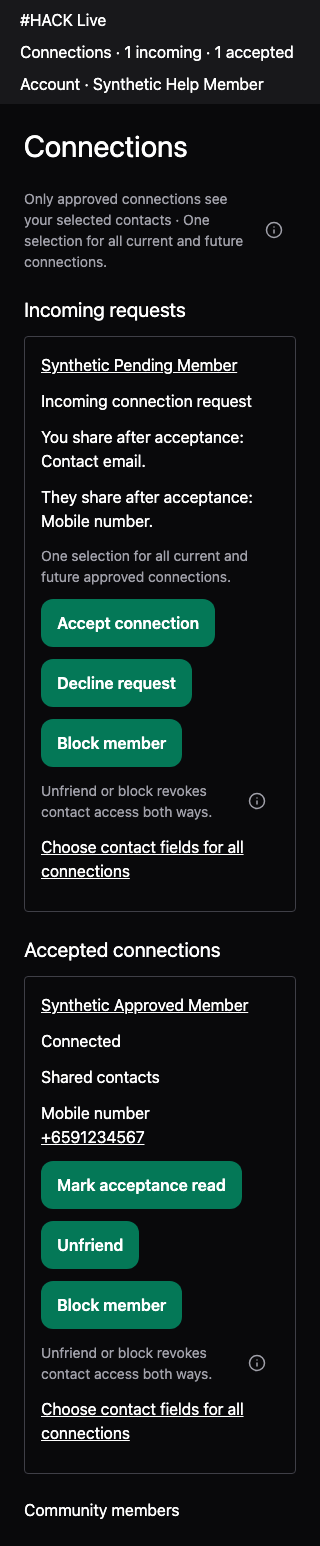 #HACK Live
Connections · 1 incoming · 1 accepted
Account · Synthetic Help Member
Connections
Only approved connections see
your selected contacts · One
selection for all current and future
connections.
Incoming requests
Synthetic Pending Member
Incoming connection request
You share after acceptance:
Contact email.
They share after acceptance:
Mobile number.
One selection for all current and
future approved connections.
Accept connection
Decline request
Block member
Unfriend or block revokes
contact access both ways.
Choose contact fields for all
connections
Accepted connections
Synthetic Approved Member
Connected
Shared contacts
Mobile number
+6591234567
Mark acceptance read
Unfriend
Block member
Unfriend or block revokes
contact access both ways.
Choose contact fields for all
connections
Community members